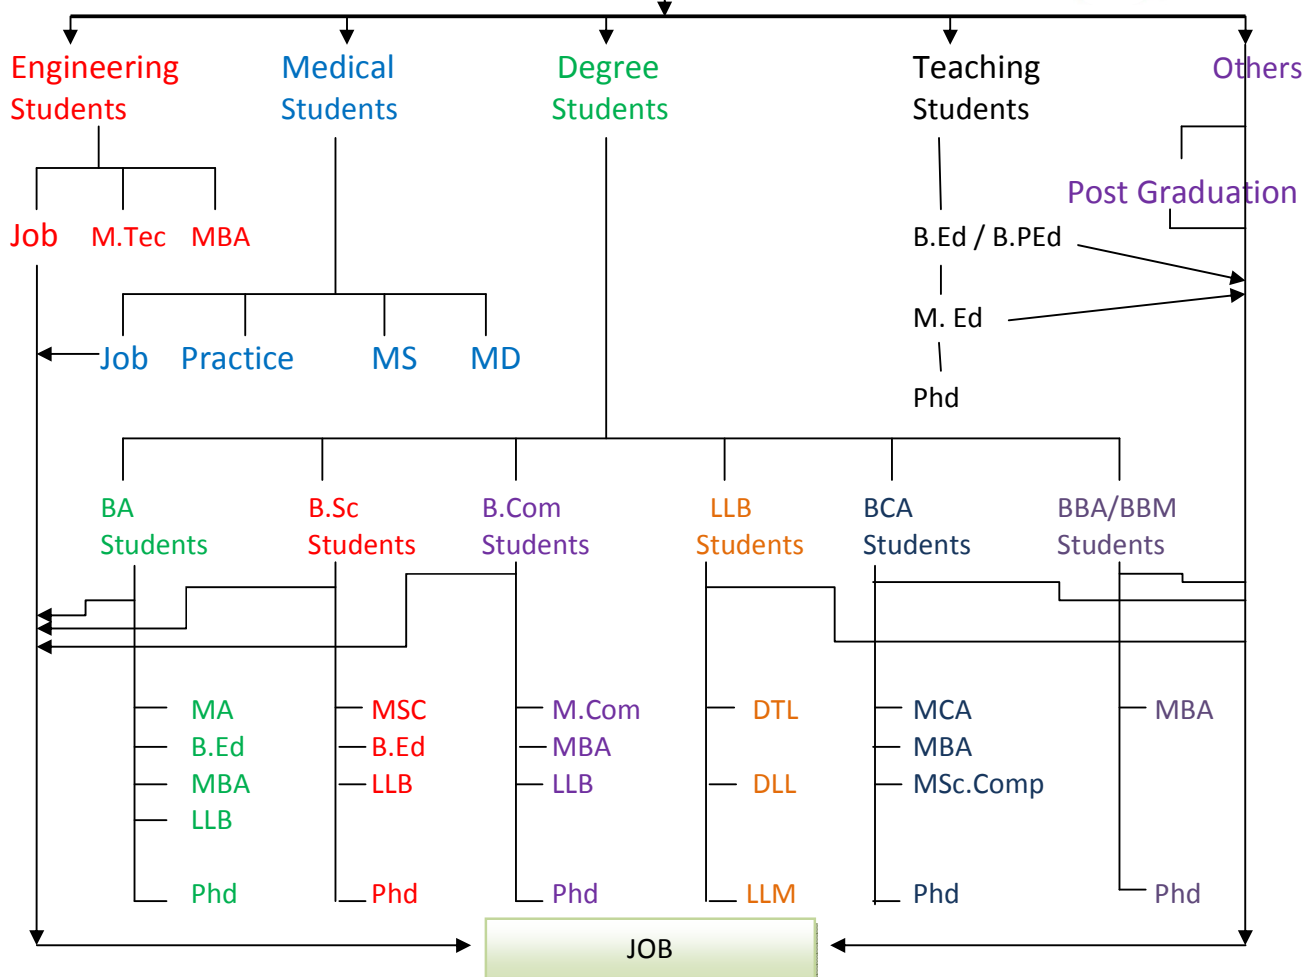 Engineering
Students
Medical
Students
Degree
Students
Teaching
Students
Others
Post Graduation
Job
M.Tec
MBA
B.Ed / B.PEd
M. Ed
Phd
Job
Practice
MS
MD
BA
Students
B.Sc
Students
B.Com
Students
LLB
Students
BCA
Students
BBA/BBM
Students
MA
B.Ed
MBA
LLB
Phd
MSC
B.Ed
LLB
Phd
M.Com
MBA
LLB
Phd
DTL
DLL
LLM
MCA
MBA
MSc.Comp
Phd
MBA
Phd
JOB